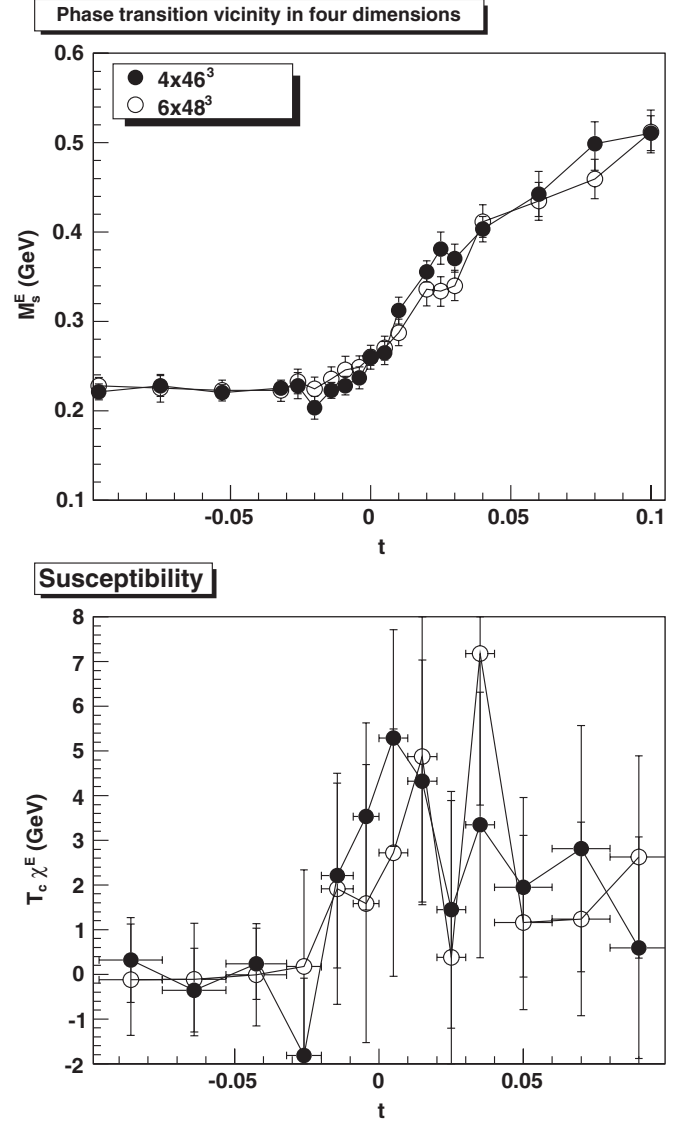 Phase transition vicinity in four dimensions
0.6
4x46³
6x48³
0.5
0.4
M_s^E (GeV)
0.3
0.2
0.1
-0.05 0 0.05 0.1
t
Susceptibility
8
7
6
5
4
T_c χ^E (GeV)
3
2
1
0
-1
-2
-0.05 0 0.05
t